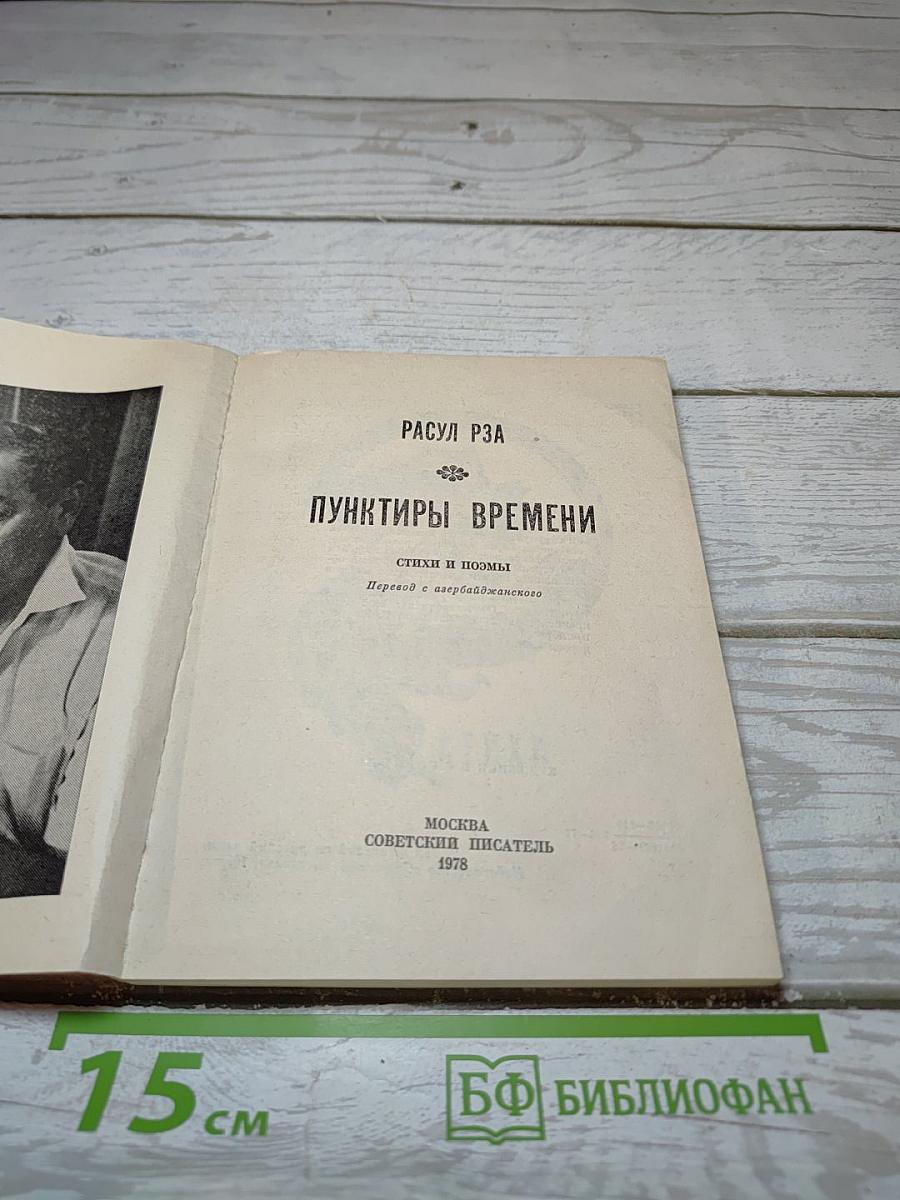 РАСУЛ РЗА
ПУНКТИРЫ ВРЕМЕНИ
СТИХИ И ПОЭМЫ
Перевод с азербайджанского
МОСКВА
СОВЕТСКИЙ ПИСАТЕЛЬ
1978
15 см
БФ БИБЛИОФАН